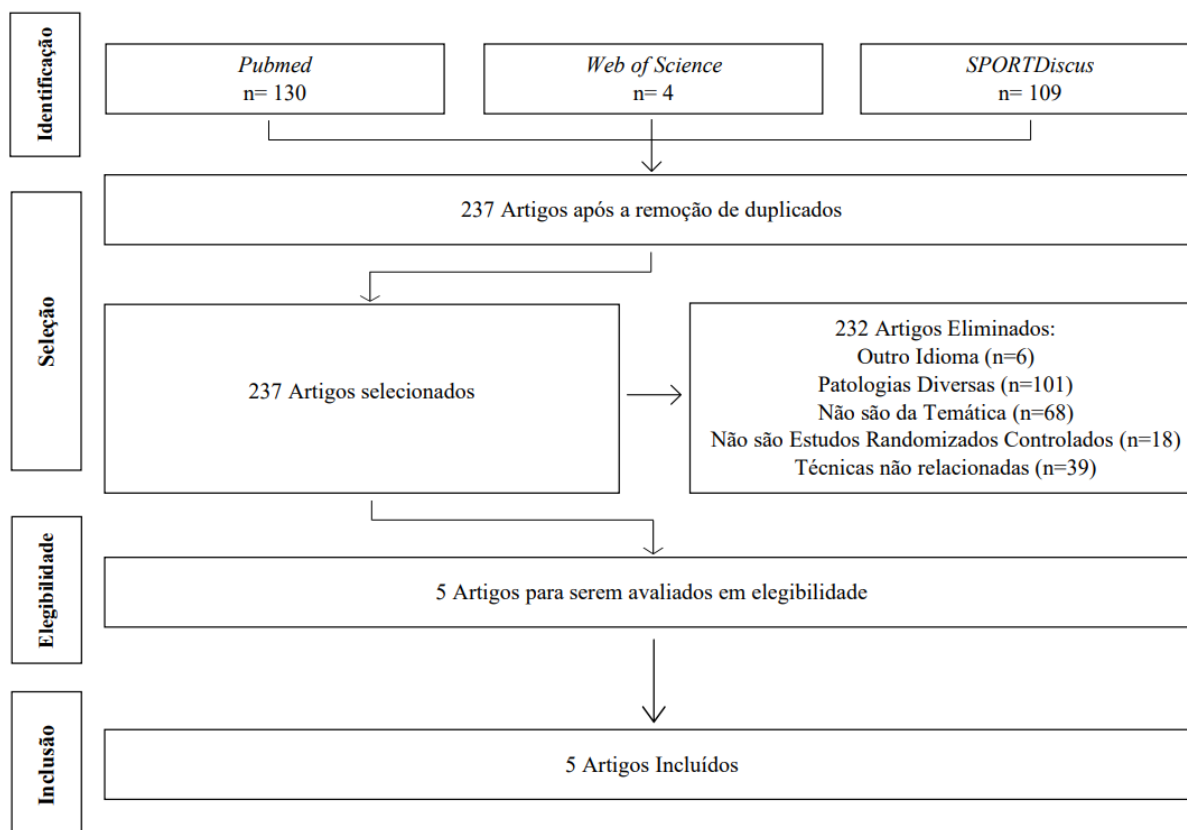 Identificação
Pubmed
n= 130
Web of Science
n= 4
SPORTDiscus
n= 109
Seleção
237 Artigos após a remoção de duplicados
237 Artigos selecionados
232 Artigos Eliminados:
Outro Idioma (n=6)
Patologias Diversas (n=101)
Não são da Temática (n=68)
Não são Estudos Randomizados Controlados (n=18)
Técnicas não relacionadas (n=39)
Elegibilidade
5 Artigos para serem avaliados em elegibilidade
Inclusão
5 Artigos Incluídos